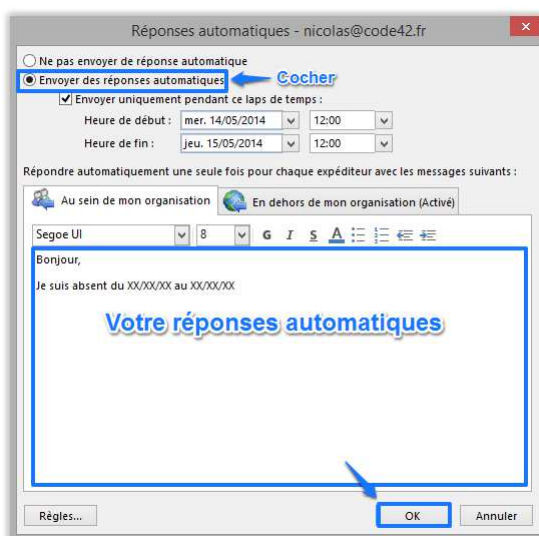 Réponses automatiques - nicolas@code42.fr
Ne pas envoyer de réponse automatique
Envoyer des réponses automatiques
Cocher
Envoyer uniquement pendant ce laps de temps :
Heure de début : mer. 14/05/2014 12:00
Heure de fin : jeu. 15/05/2014 12:00
Répondre automatiquement une seule fois pour chaque expéditeur avec les messages suivants :
Au sein de mon organisation En dehors de mon organisation (Activé)
Segoe UI 8 G I S A
Bonjour,
Je suis absent du XX/XX/XX au XX/XX/XX
Votre réponses automatiques
Règles... OK Annuler